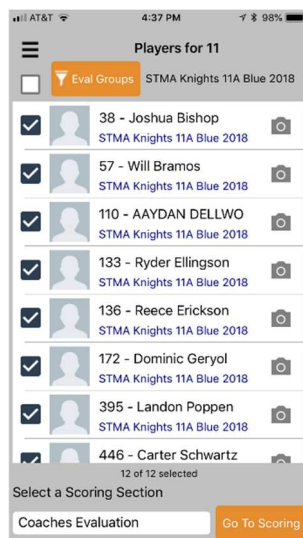 AT&T 4:37 PM 98%
Players for 11
Eval Groups STMA Knights 11A Blue 2018
38 - Joshua Bishop
STMA Knights 11A Blue 2018
57 - Will Bramos
STMA Knights 11A Blue 2018
110 - AAYDAN DELLWO
STMA Knights 11A Blue 2018
133 - Ryder Ellingson
STMA Knights 11A Blue 2018
136 - Reece Erickson
STMA Knights 11A Blue 2018
172 - Dominic Geryol
STMA Knights 11A Blue 2018
395 - Landon Poppen
STMA Knights 11A Blue 2018
446 - Carter Schwartz
12 of 12 selected
Select a Scoring Section
Coaches Evaluation Go To Scoring